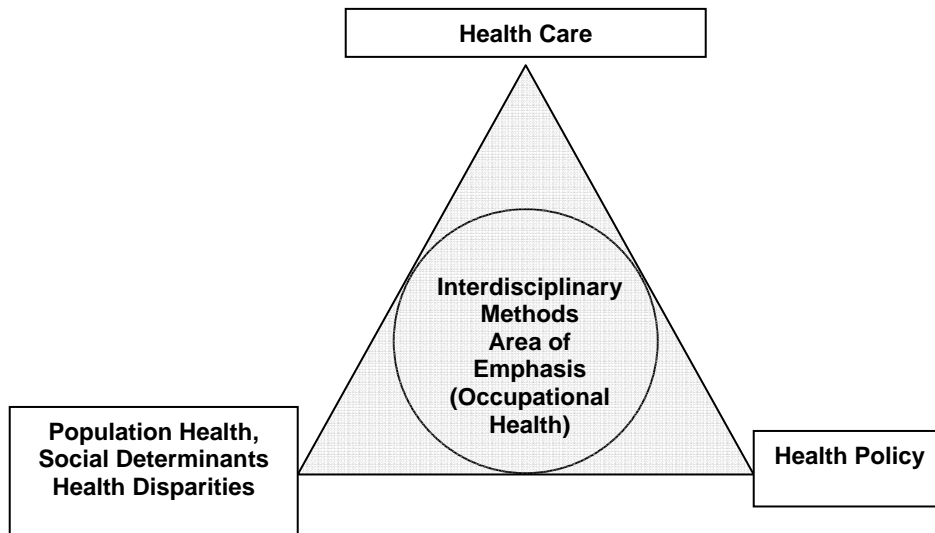 Health Care
Interdisciplinary
Methods
Area of
Emphasis
(Occupational
Health)
Population Health,
Social Determinants
Health Disparities
Health Policy